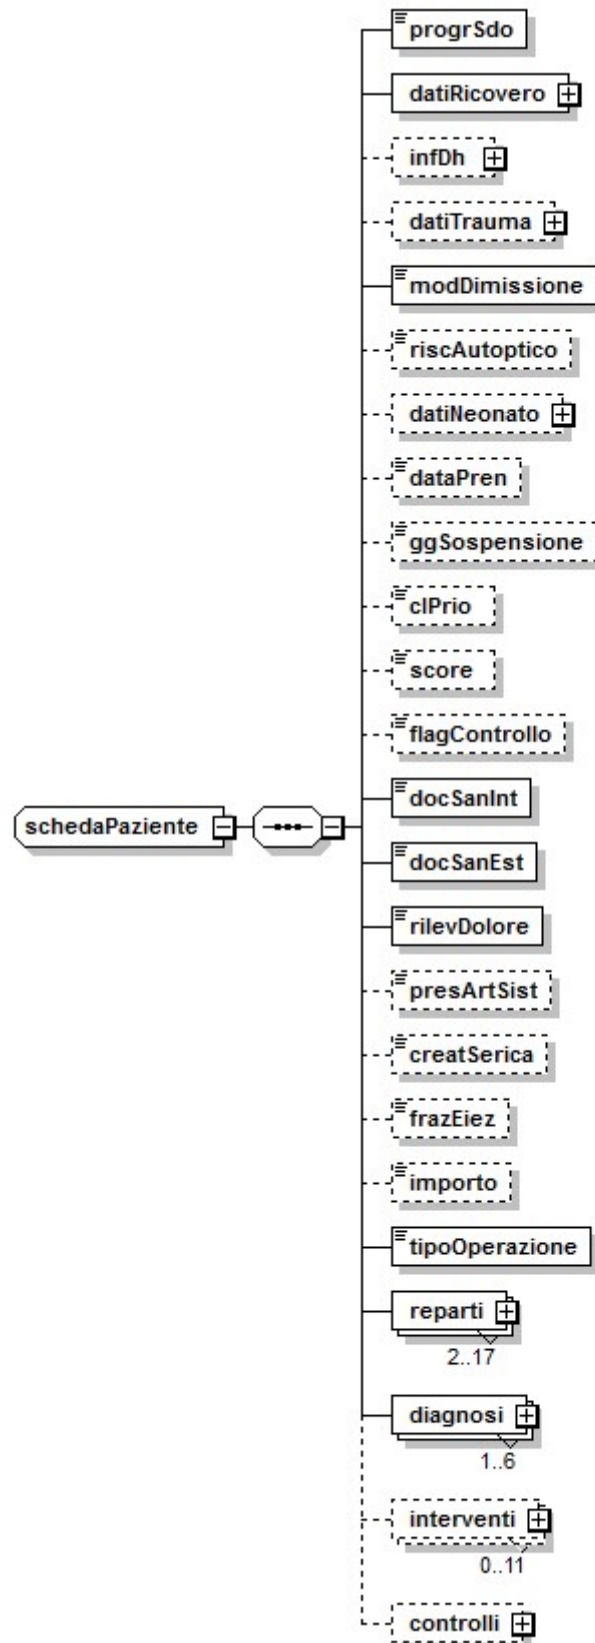 progrSdo
datiRicovero
infDh
datiTrauma
modDimissione
riscAutoptico
datiNeonato
dataPren
ggSospensione
clPrio
score
flagControllo
schedaPaziente
docSanInt
docSanEst
rilevDolore
presArtSist
creatSerica
frazEiez
importo
tipoOperazione
reparti
2..17
diagnosi
1..6
interventi
0..11
controlli